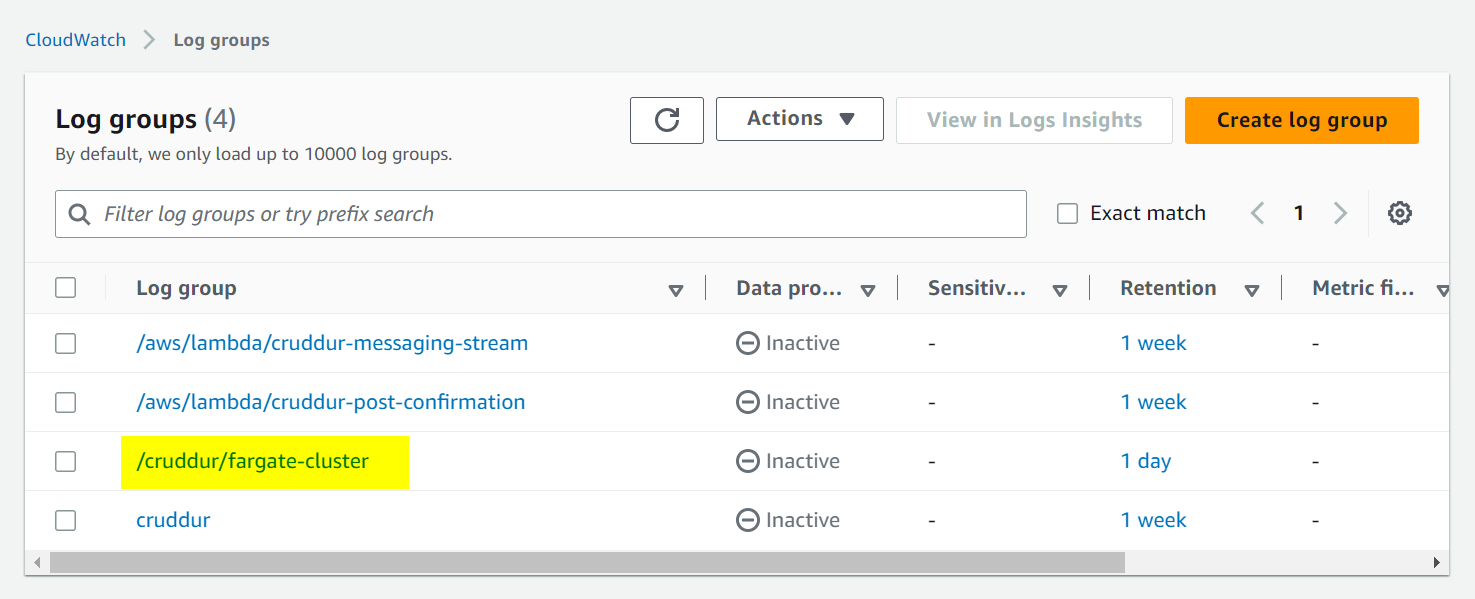 CloudWatch > Log groups
Log groups (4)
By default, we only load up to 10000 log groups.
Actions
View in Logs Insights
Create log group
Filter log groups or try prefix search
Exact match
1
Log group Data pro... Sensitiv... Retention Metric fi...
/aws/lambda/cruddur-messaging-stream Inactive - 1 week -
/aws/lambda/cruddur-post-confirmation Inactive - 1 week -
/cruddur/fargate-cluster Inactive - 1 day -
cruddur Inactive - 1 week -